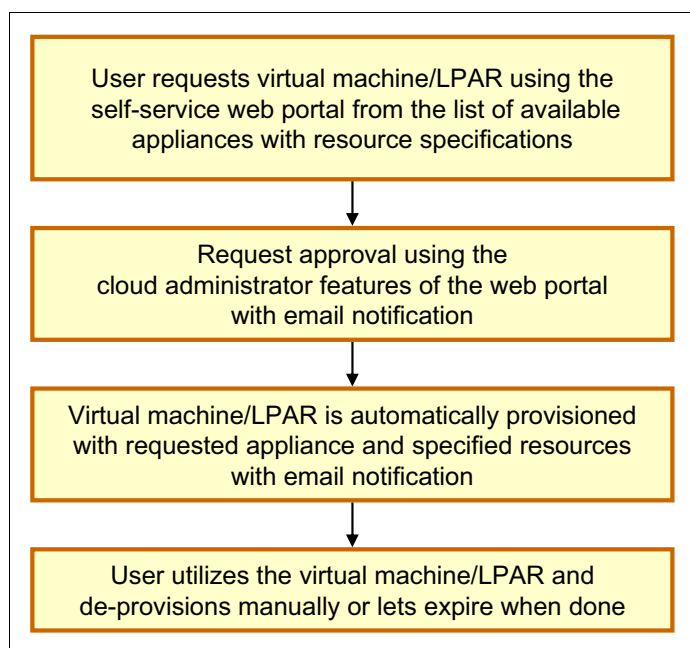 User requests virtual machine/LPAR using the
self-service web portal from the list of available
appliances with resource specifications
Request approval using the
cloud administrator features of the web portal
with email notification
Virtual machine/LPAR is automatically provisioned
with requested appliance and specified resources
with email notification
User utilizes the virtual machine/LPAR and
de-provisions manually or lets expire when done